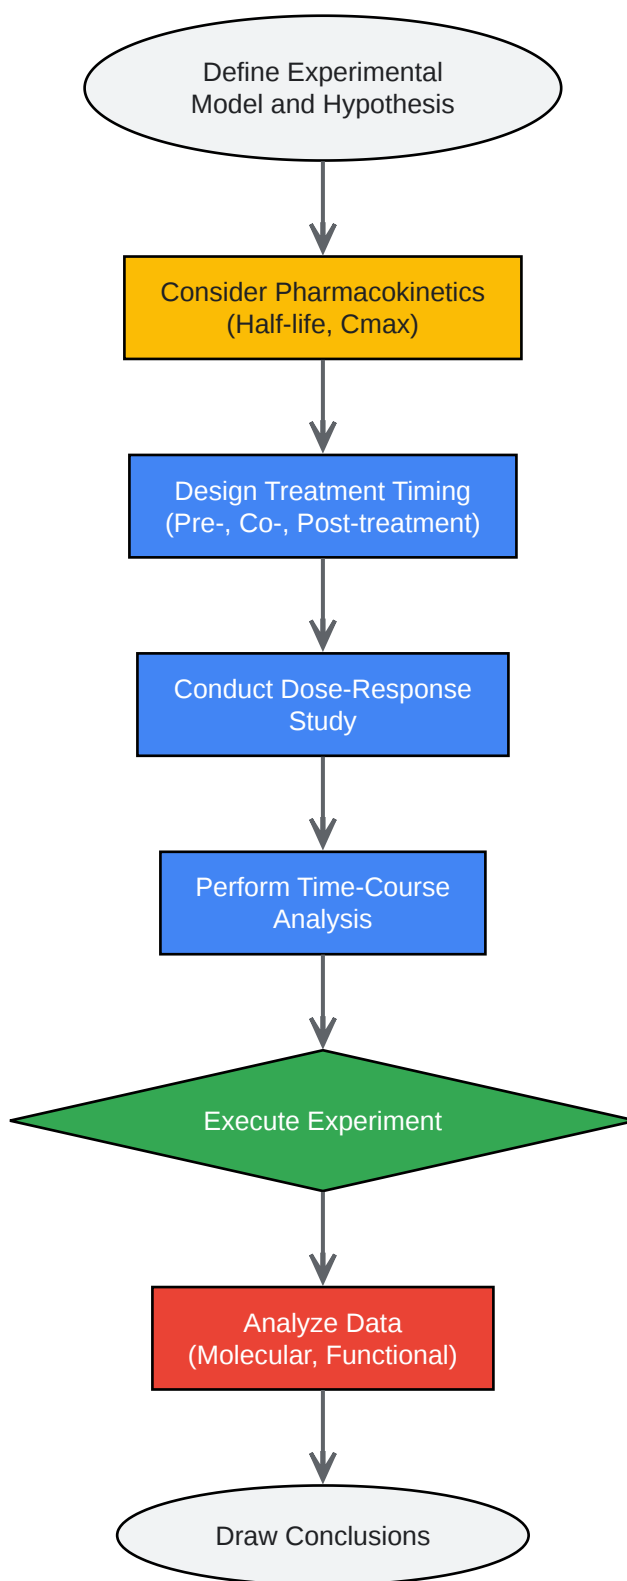 Define Experimental
Model and Hypothesis
Consider Pharmacokinetics
(Half-life, Cmax)
Design Treatment Timing
(Pre-, Co-, Post-treatment)
Conduct Dose-Response
Study
Perform Time-Course
Analysis
Execute Experiment
Analyze Data
(Molecular, Functional)
Draw Conclusions